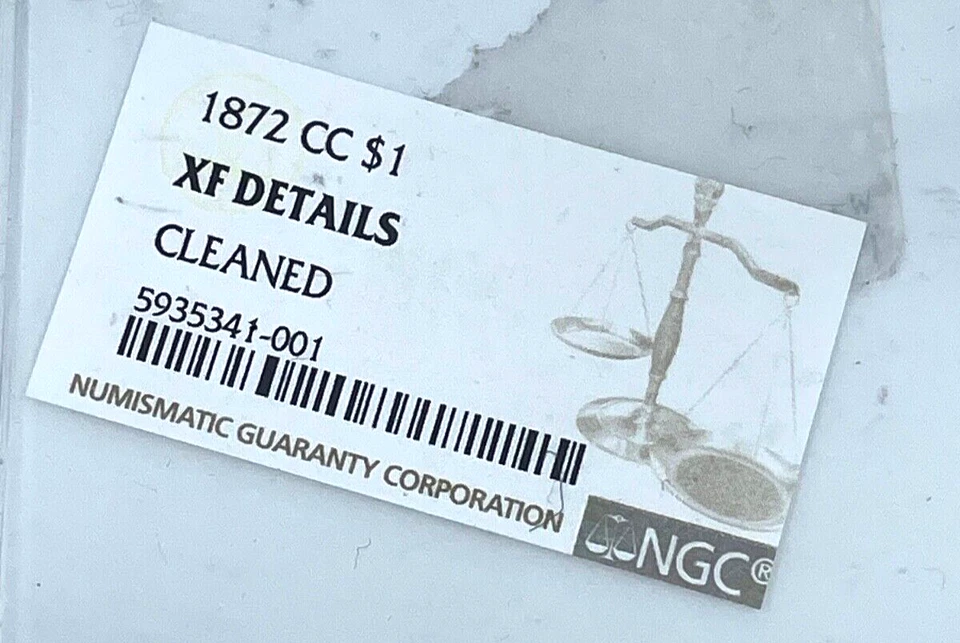 1872 CC $1
XF DETAILS
CLEANED
5935341-001
NUMISMATIC GUARANTY CORPORATION
NGC®